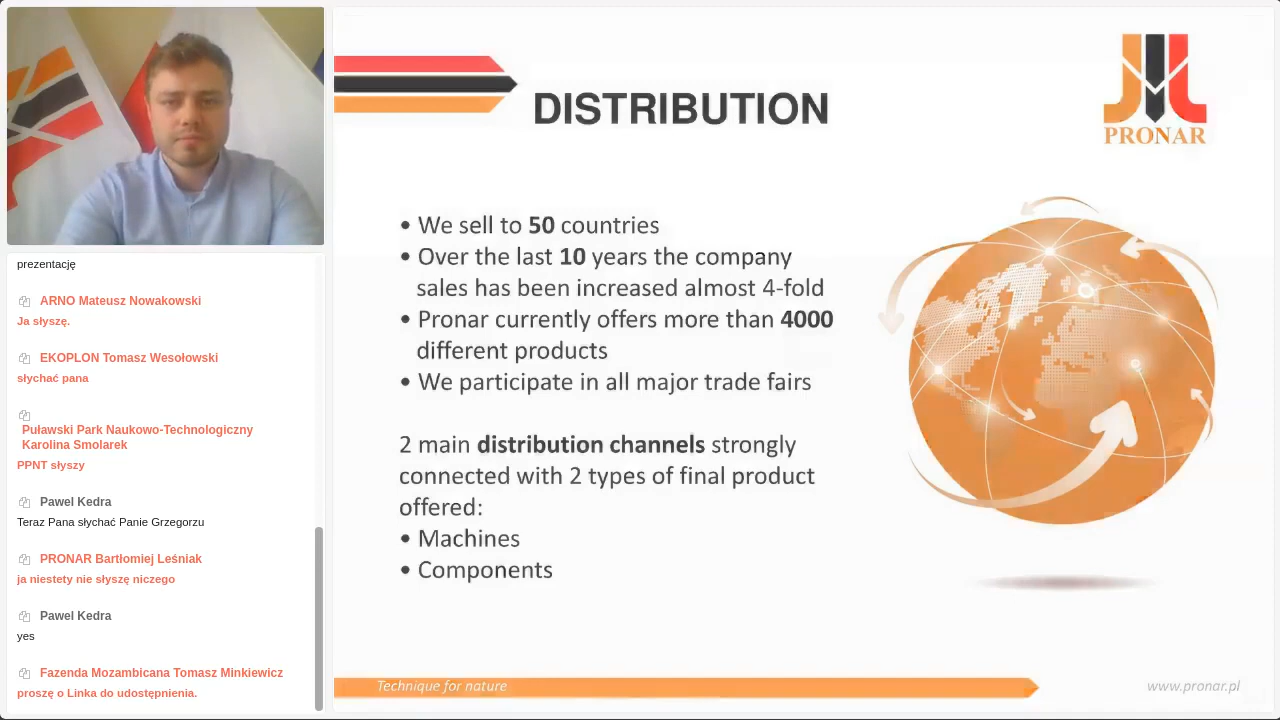 prezentację
ARNO Mateusz Nowakowski
Ja słyszę.
EKOPLON Tomasz Wesołowski
słychać pana
Puławski Park Naukowo-Technologiczny
Karolina Smolarek
PPNT słyszy
Pawel Kedra
Teraz Pana słychać Panie Grzegorzu
PRONAR Bartłomiej Leśniak
ja niestety nie słyszę niczego
Pawel Kedra
yes
Fazenda Mozambicana Tomasz Minkiewicz
proszę o Linka do udostępnienia.
DISTRIBUTION
PRONAR
• We sell to 50 countries
• Over the last 10 years the company
sales has been increased almost 4-fold
• Pronar currently offers more than 4000
different products
• We participate in all major trade fairs
2 main distribution channels strongly
connected with 2 types of final product
offered:
• Machines
• Components
Technique for nature
www.pronar.pl